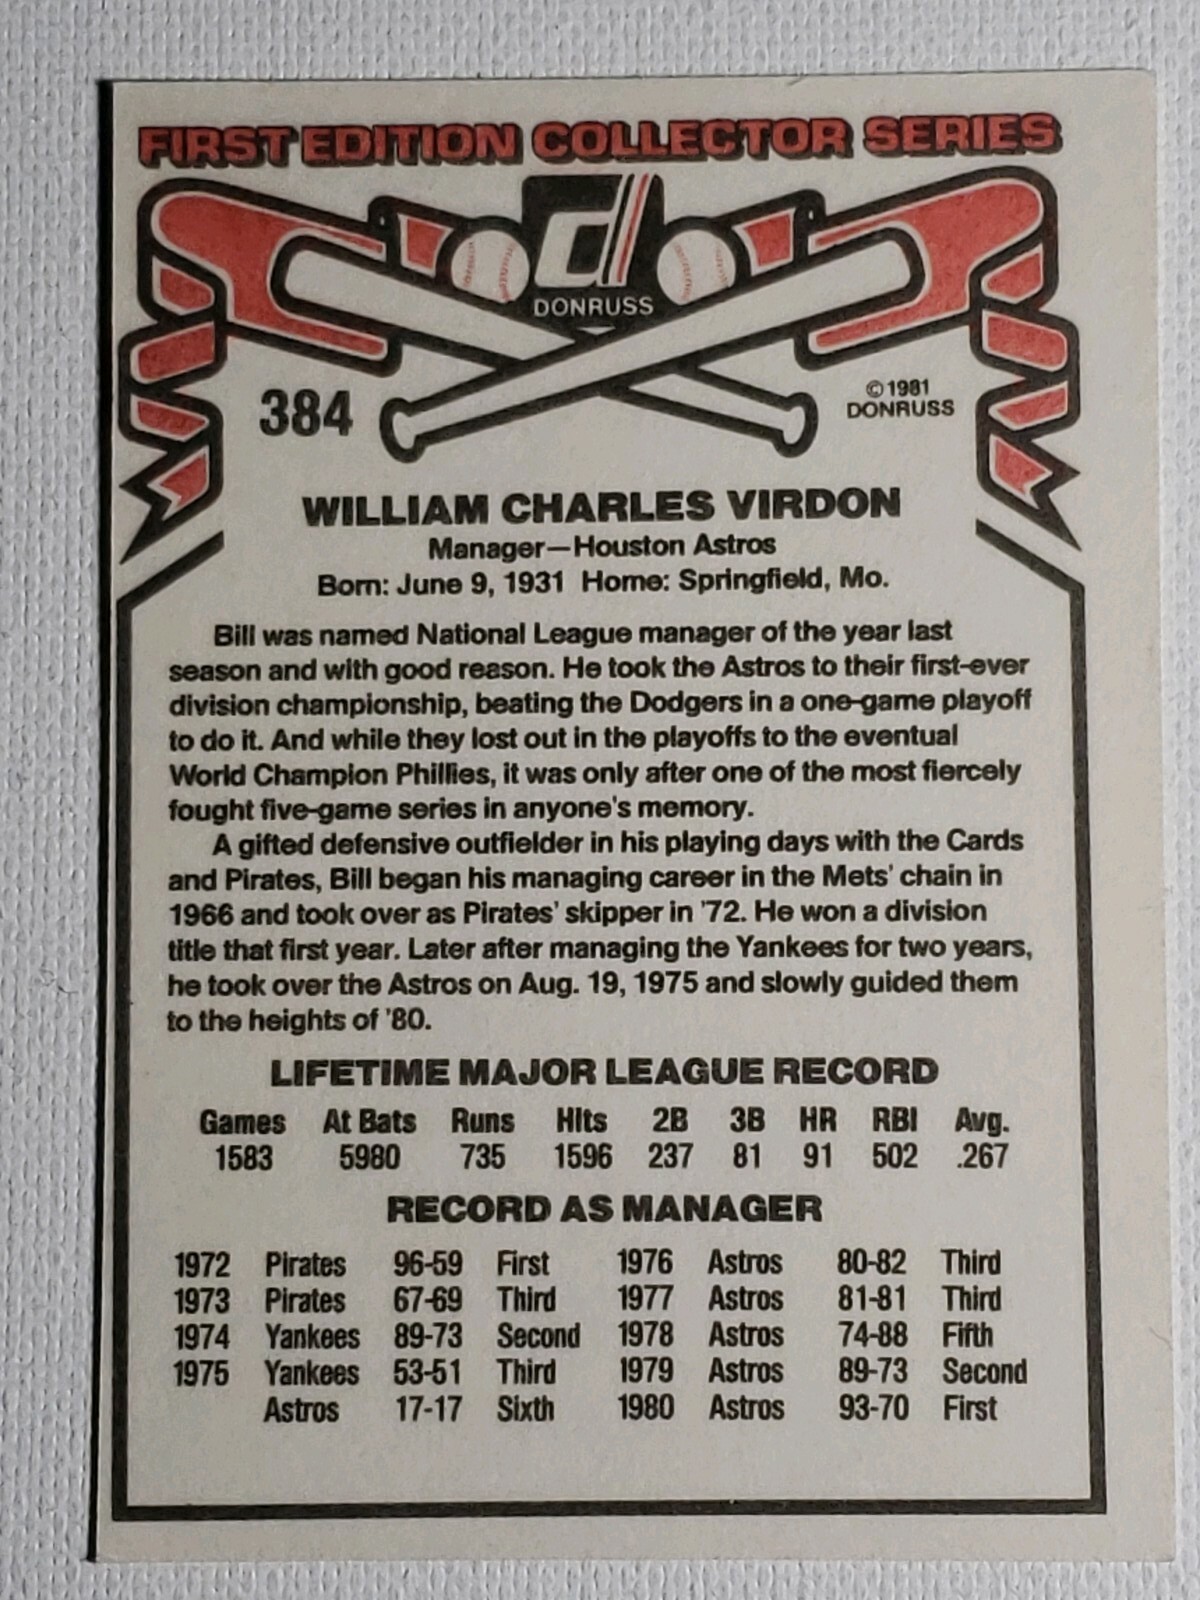 FIRST EDITION COLLECTOR SERIES
d
DONRUSS
384
© 1981
DONRUSS
WILLIAM CHARLES VIRDON
Manager—Houston Astros
Born: June 9, 1931 Home: Springfield, Mo.
Bill was named National League manager of the year last
season and with good reason. He took the Astros to their first-ever
division championship, beating the Dodgers in a one-game playoff
to do it. And while they lost out in the playoffs to the eventual
World Champion Phillies, it was only after one of the most fiercely
fought five-game series in anyone's memory.
A gifted defensive outfielder in his playing days with the Cards
and Pirates, Bill began his managing career in the Mets' chain in
1966 and took over as Pirates' skipper in '72. He won a division
title that first year. Later after managing the Yankees for two years,
he took over the Astros on Aug. 19, 1975 and slowly guided them
to the heights of '80.
LIFETIME MAJOR LEAGUE RECORD
Games At Bats Runs Hits 2B 3B HR RBI Avg.
1583 5980 735 1596 237 81 91 502 .267
RECORD AS MANAGER
1972 Pirates 96-59 First 1976 Astros 80-82 Third
1973 Pirates 67-69 Third 1977 Astros 81-81 Third
1974 Yankees 89-73 Second 1978 Astros 74-88 Fifth
1975 Yankees 53-51 Third 1979 Astros 89-73 Second
Astros 17-17 Sixth 1980 Astros 93-70 First